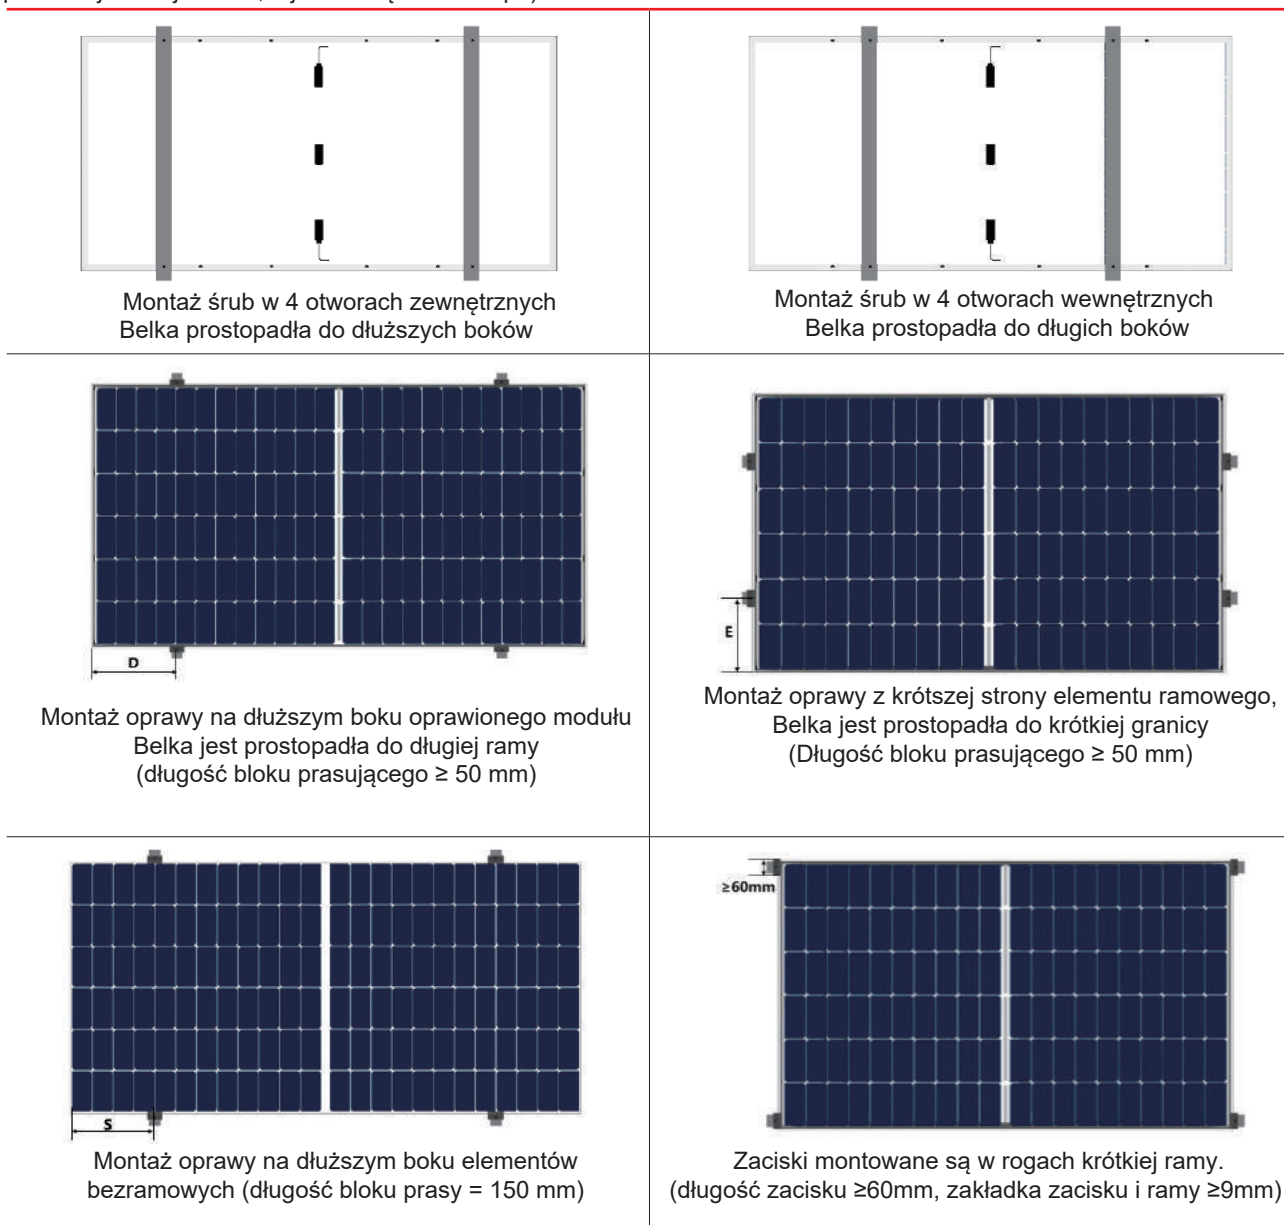 Montaż śrub w 4 otworach zewnętrznych
Belka prostopadła do dłuższych boków
Montaż śrub w 4 otworach wewnętrznych
Belka prostopadła do długich boków
D
Montaż oprawy na dłuższym boku oprawionego modułu
Belka jest prostopadła do długiej ramy
(długość bloku prasującego ≥ 50 mm)
E
Montaż oprawy z krótszej strony elementu ramowego,
Belka jest prostopadła do krótkiej granicy
(Długość bloku prasującego ≥ 50 mm)
S
Montaż oprawy na dłuższym boku elementów
bezramowych (długość bloku prasy = 150 mm)
≥60mm
Zaciski montowane są w rogach krótkiej ramy.
(długość zacisku ≥60mm, zakładka zacisku i ramy ≥9mm)